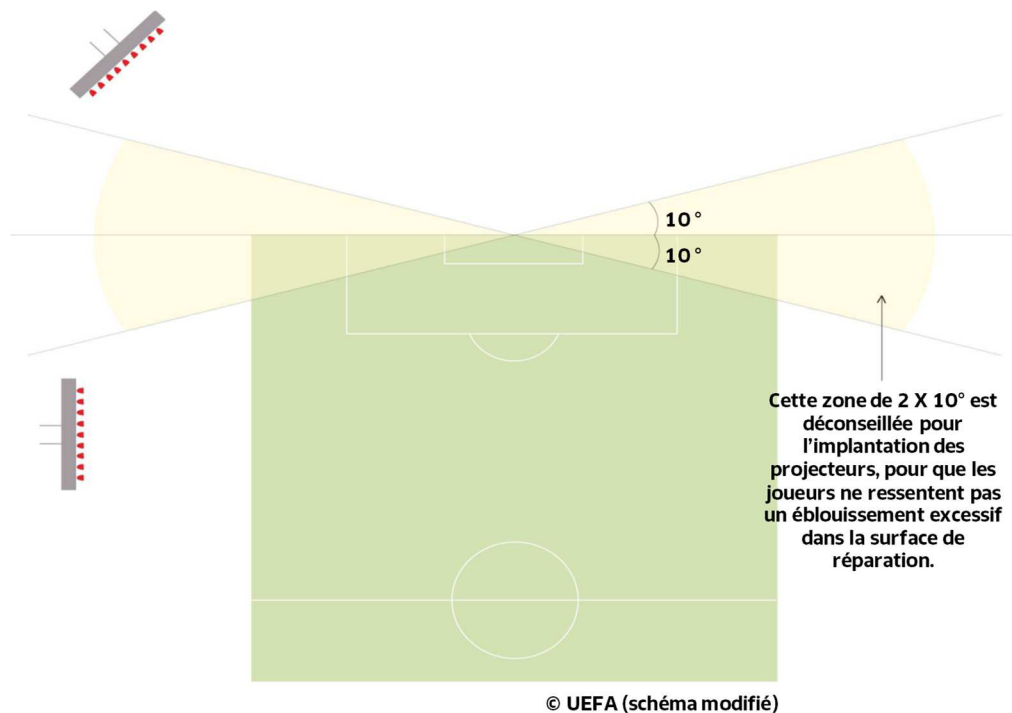 10°
10°
Cette zone de 2 X 10° est
déconseillée pour
l'implantation des
projecteurs, pour que les
joueurs ne ressentent pas
un éblouissement excessif
dans la surface de
réparation.
© UEFA (schéma modifié)